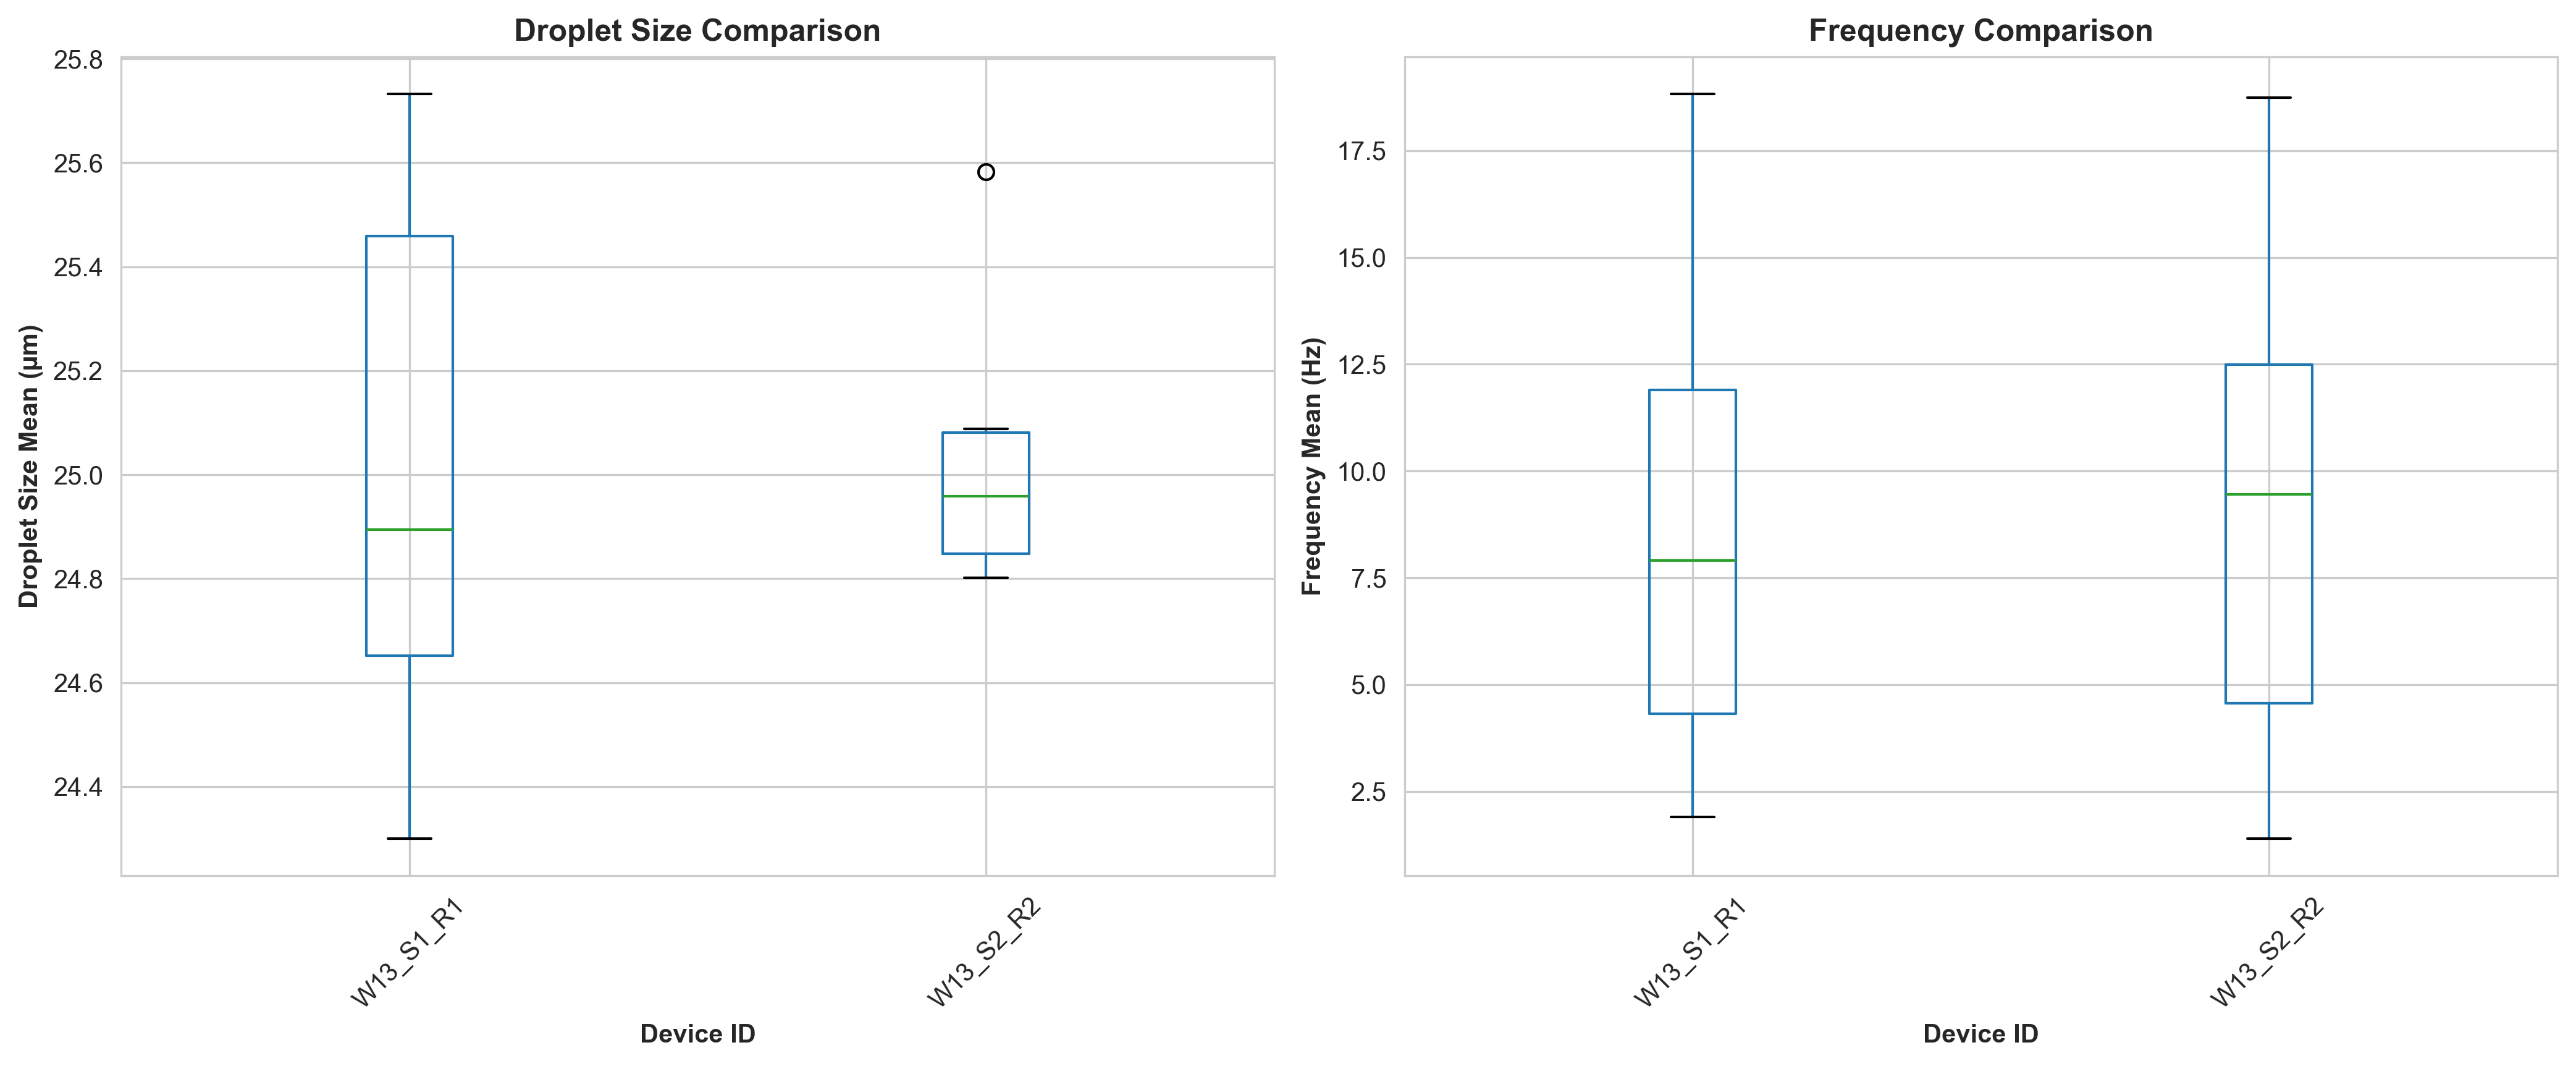 Droplet Size Comparison
25.8
25.6
25.4
25.2
25.0
24.8
24.6
24.4
Droplet Size Mean (µm)
W13_S1_R1
W13_S2_R2
Device ID
Frequency Comparison
17.5
15.0
12.5
10.0
7.5
5.0
2.5
Frequency Mean (Hz)
W13_S1_R1
W13_S2_R2
Device ID